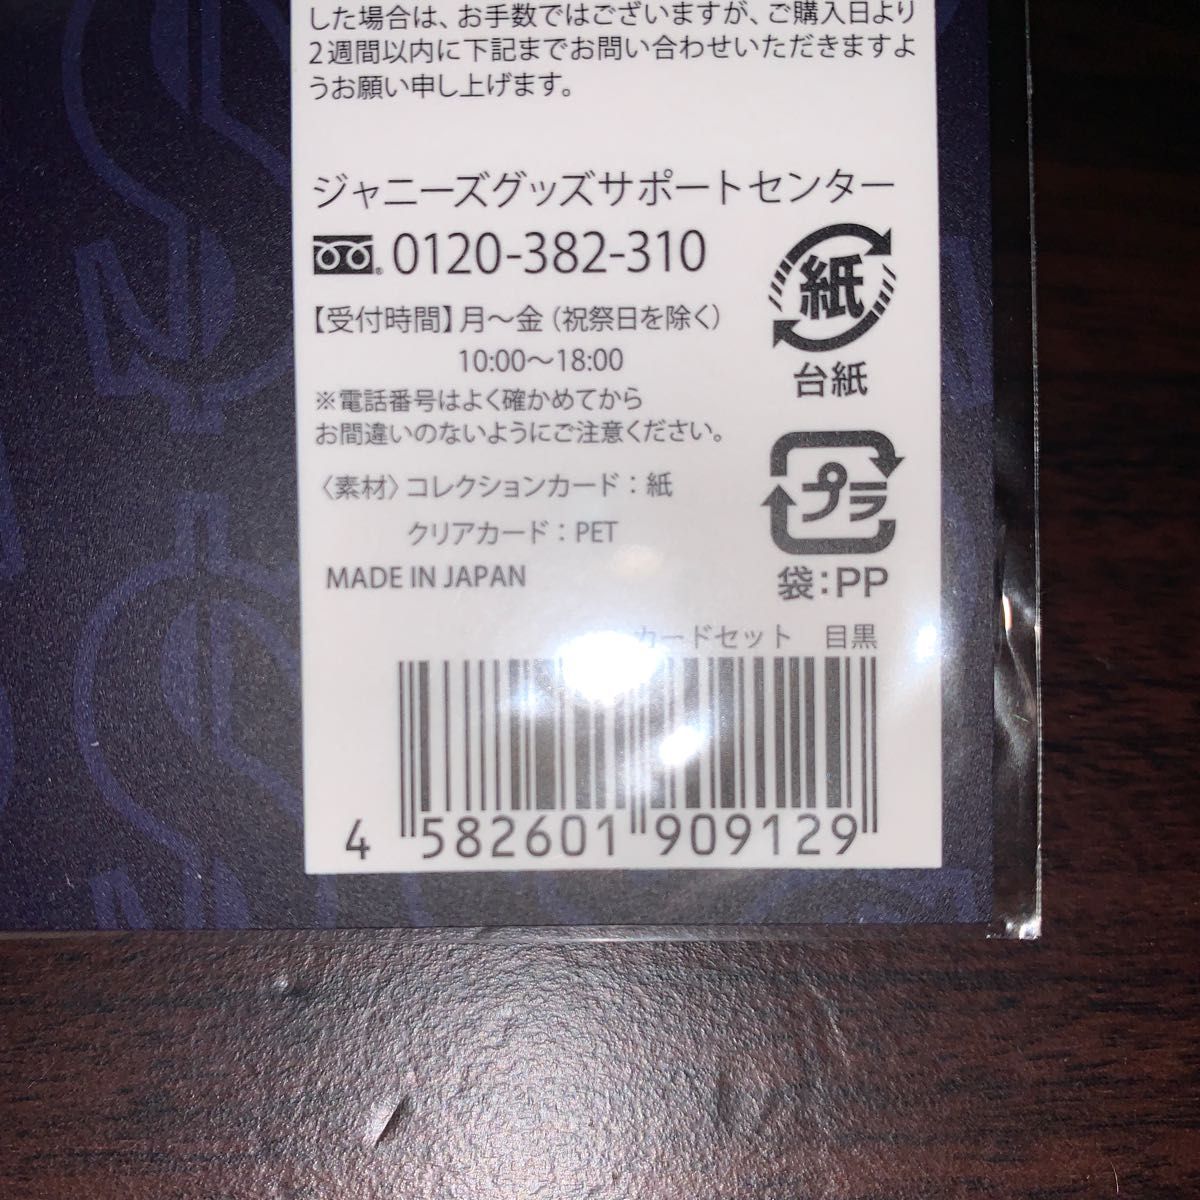 した場合は、お手数ではございますが、ご購入日より
2週間以内に下記までお問い合わせいただきますよ
うお願い申し上げます。
ジャニーズグッズサポートセンター
0120-382-310
【受付時間】月～金（祝祭日を除く）
10:00～18:00
※電話番号はよく確かめてから
お間違いのないようにご注意ください。
紙
台紙
〈素材〉コレクションカード：紙
クリアカード：PET
MADE IN JAPAN
プラ
袋：PP
カードセット　目黒
4 582601 909129